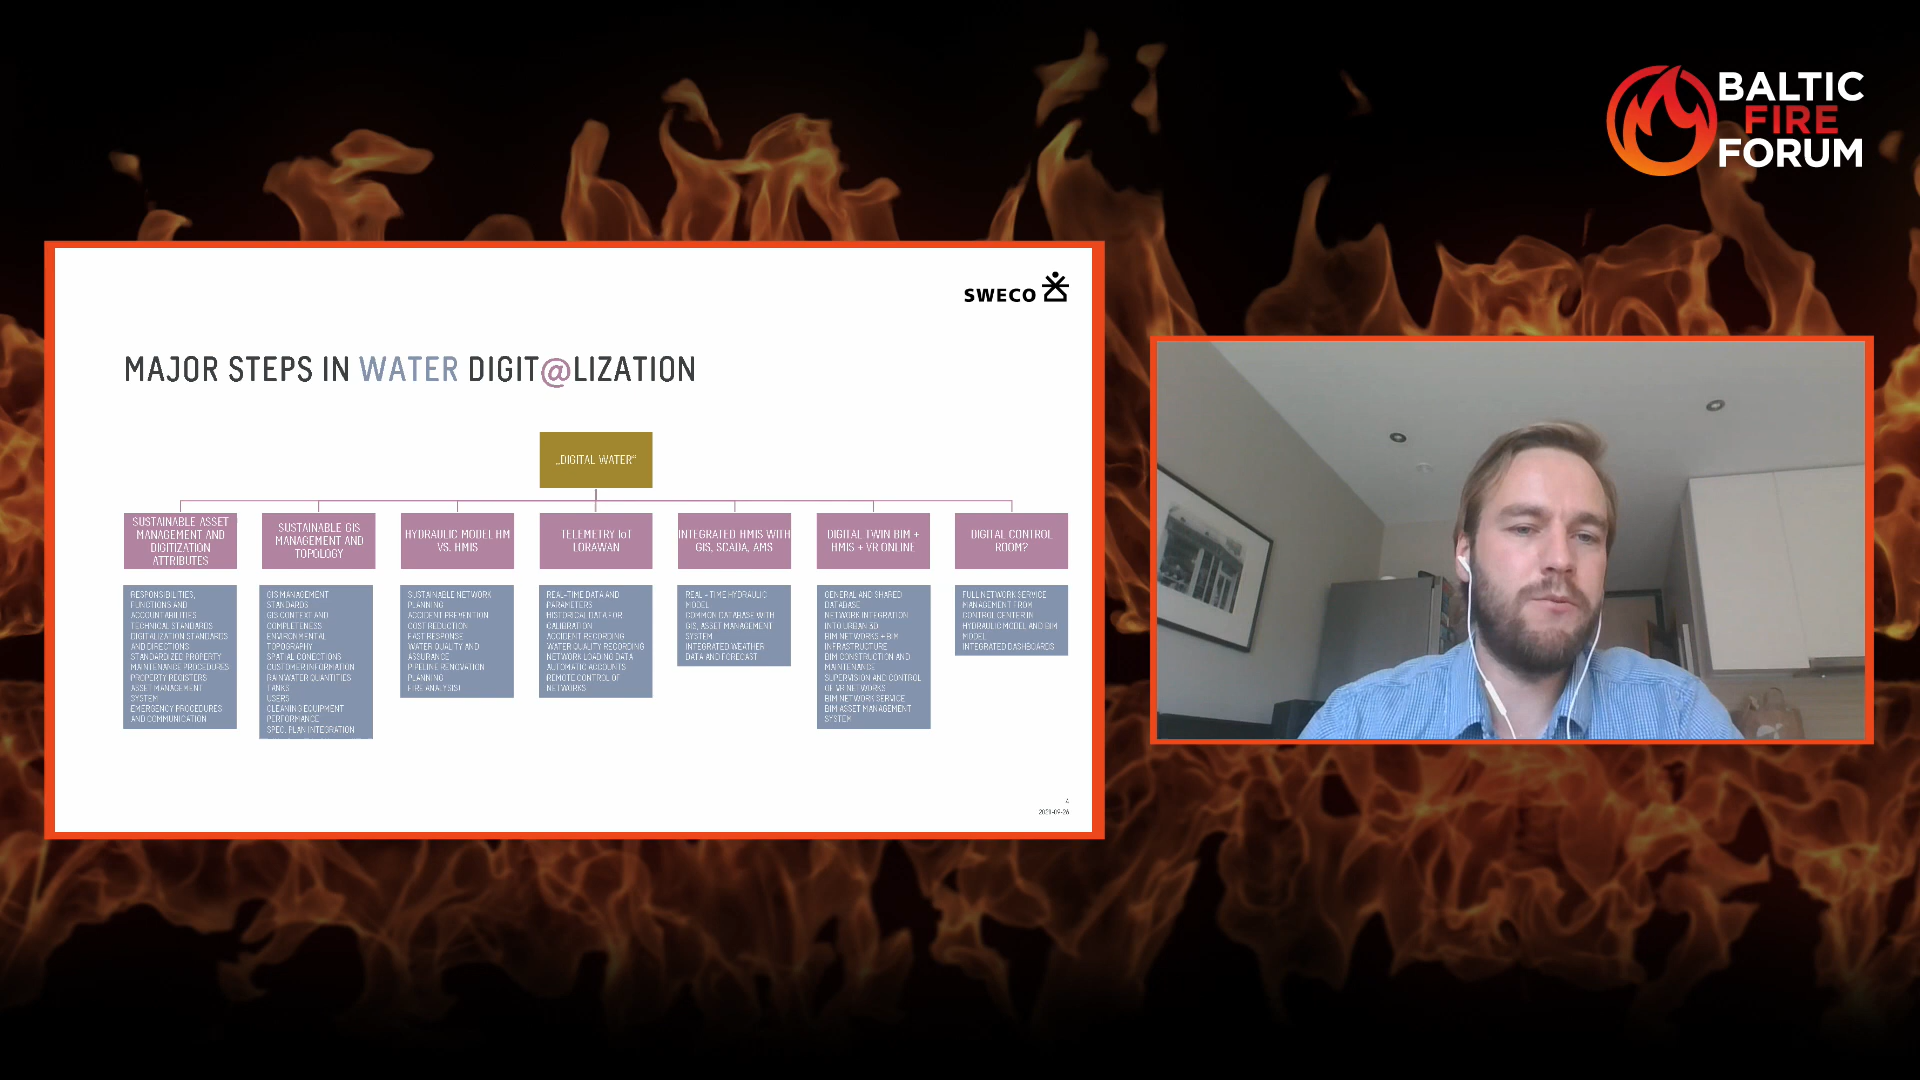 BALTIC
FIRE
FORUM
SWECO
MAJOR STEPS IN WATER DIGIT@LIZATION
„DIGITAL WATER“
SUSTAINABLE ASSET
MANAGEMENT AND
DIGITIZATION
ATTRIBUTES
RESPONSIBILITIES,
FUNCTIONS AND
ACCOUNTABILITIES
TECHNICAL STANDARDS
DIGITALIZATION STANDARDS
AND DIRECTIONS
STANDARDIZED PROPERTY
MAINTENANCE PROCEDURES
PROPERTY REGISTERS
ASSET MANAGEMENT
SYSTEM
EMERGENCY PROCEDURES
AND COMMUNICATION
SUSTAINABLE GIS
MANAGEMENT AND
TOPOLOGY
GIS MANAGEMENT
STANDARDS
GIS CONTEXT AND
COMPLETENESS
ENVIRONMENTAL
TOPOGRAPHY
SPATIAL CONECTIONS
CUSTOMER INFORMATION
RAINWATER QUANTITIES
TANKS
USERS
CLEANING EQUIPMENT
PERFORMANCE
SPEC. PLAN INTEGRATION
HYDRAULIC MODEL HM
VS. HMIS
SUSTAINABLE NETWORK
PLANNING
ACCIDENT PREVENTION
COST REDUCTION
FAST RESPONSE
WATER QUALITY AND
ASSURANCE
PIPELINE RENOVATION
PLANNING
FIRE ANALYSIS!
TELEMETRY IoT
LORAWAN
REAL-TIME DATA AND
PARAMETERS
HISTORICAL DATA FOR
CALIBRATION
ACCIDENT RECORDING
WATER QUALITY RECORDING
NETWORK LOADING DATA
AUTOMATIC ACCOUNTS
REMOTE CONTROL OF
NETWORKS
INTEGRATED HMIS WITH
GIS, SCADA, AMS
REAL - TIME HYDRAULIC
MODEL
COMMON DATABASE WITH
GIS, ASSET MANAGEMENT
SYSTEM
INTEGRATED WEATHER
DATA AND FORECAST
DIGITAL TWIN BIM +
HMIS + VR ONLINE
GENERAL AND SHARED
DATABASE
NETWORK INTEGRATION
INTO URBAN 3D
BIM NETWORKS + BIM
INFRASTRUCTURE
BIM CONSTRUCTION AND
MAINTENANCE
SUPERVISION AND CONTROL
OF VR NETWORKS
BIM NETWORK SERVICE
BIM ASSET MANAGEMENT
SYSTEM
DIGITAL CONTROL
ROOM?
FULL NETWORK SERVICE
MANAGEMENT FROM
CONTROL CENTER IN
HYDRAULIC MODEL AND BIM
MODEL
INTEGRATED DASHBOARDS
4